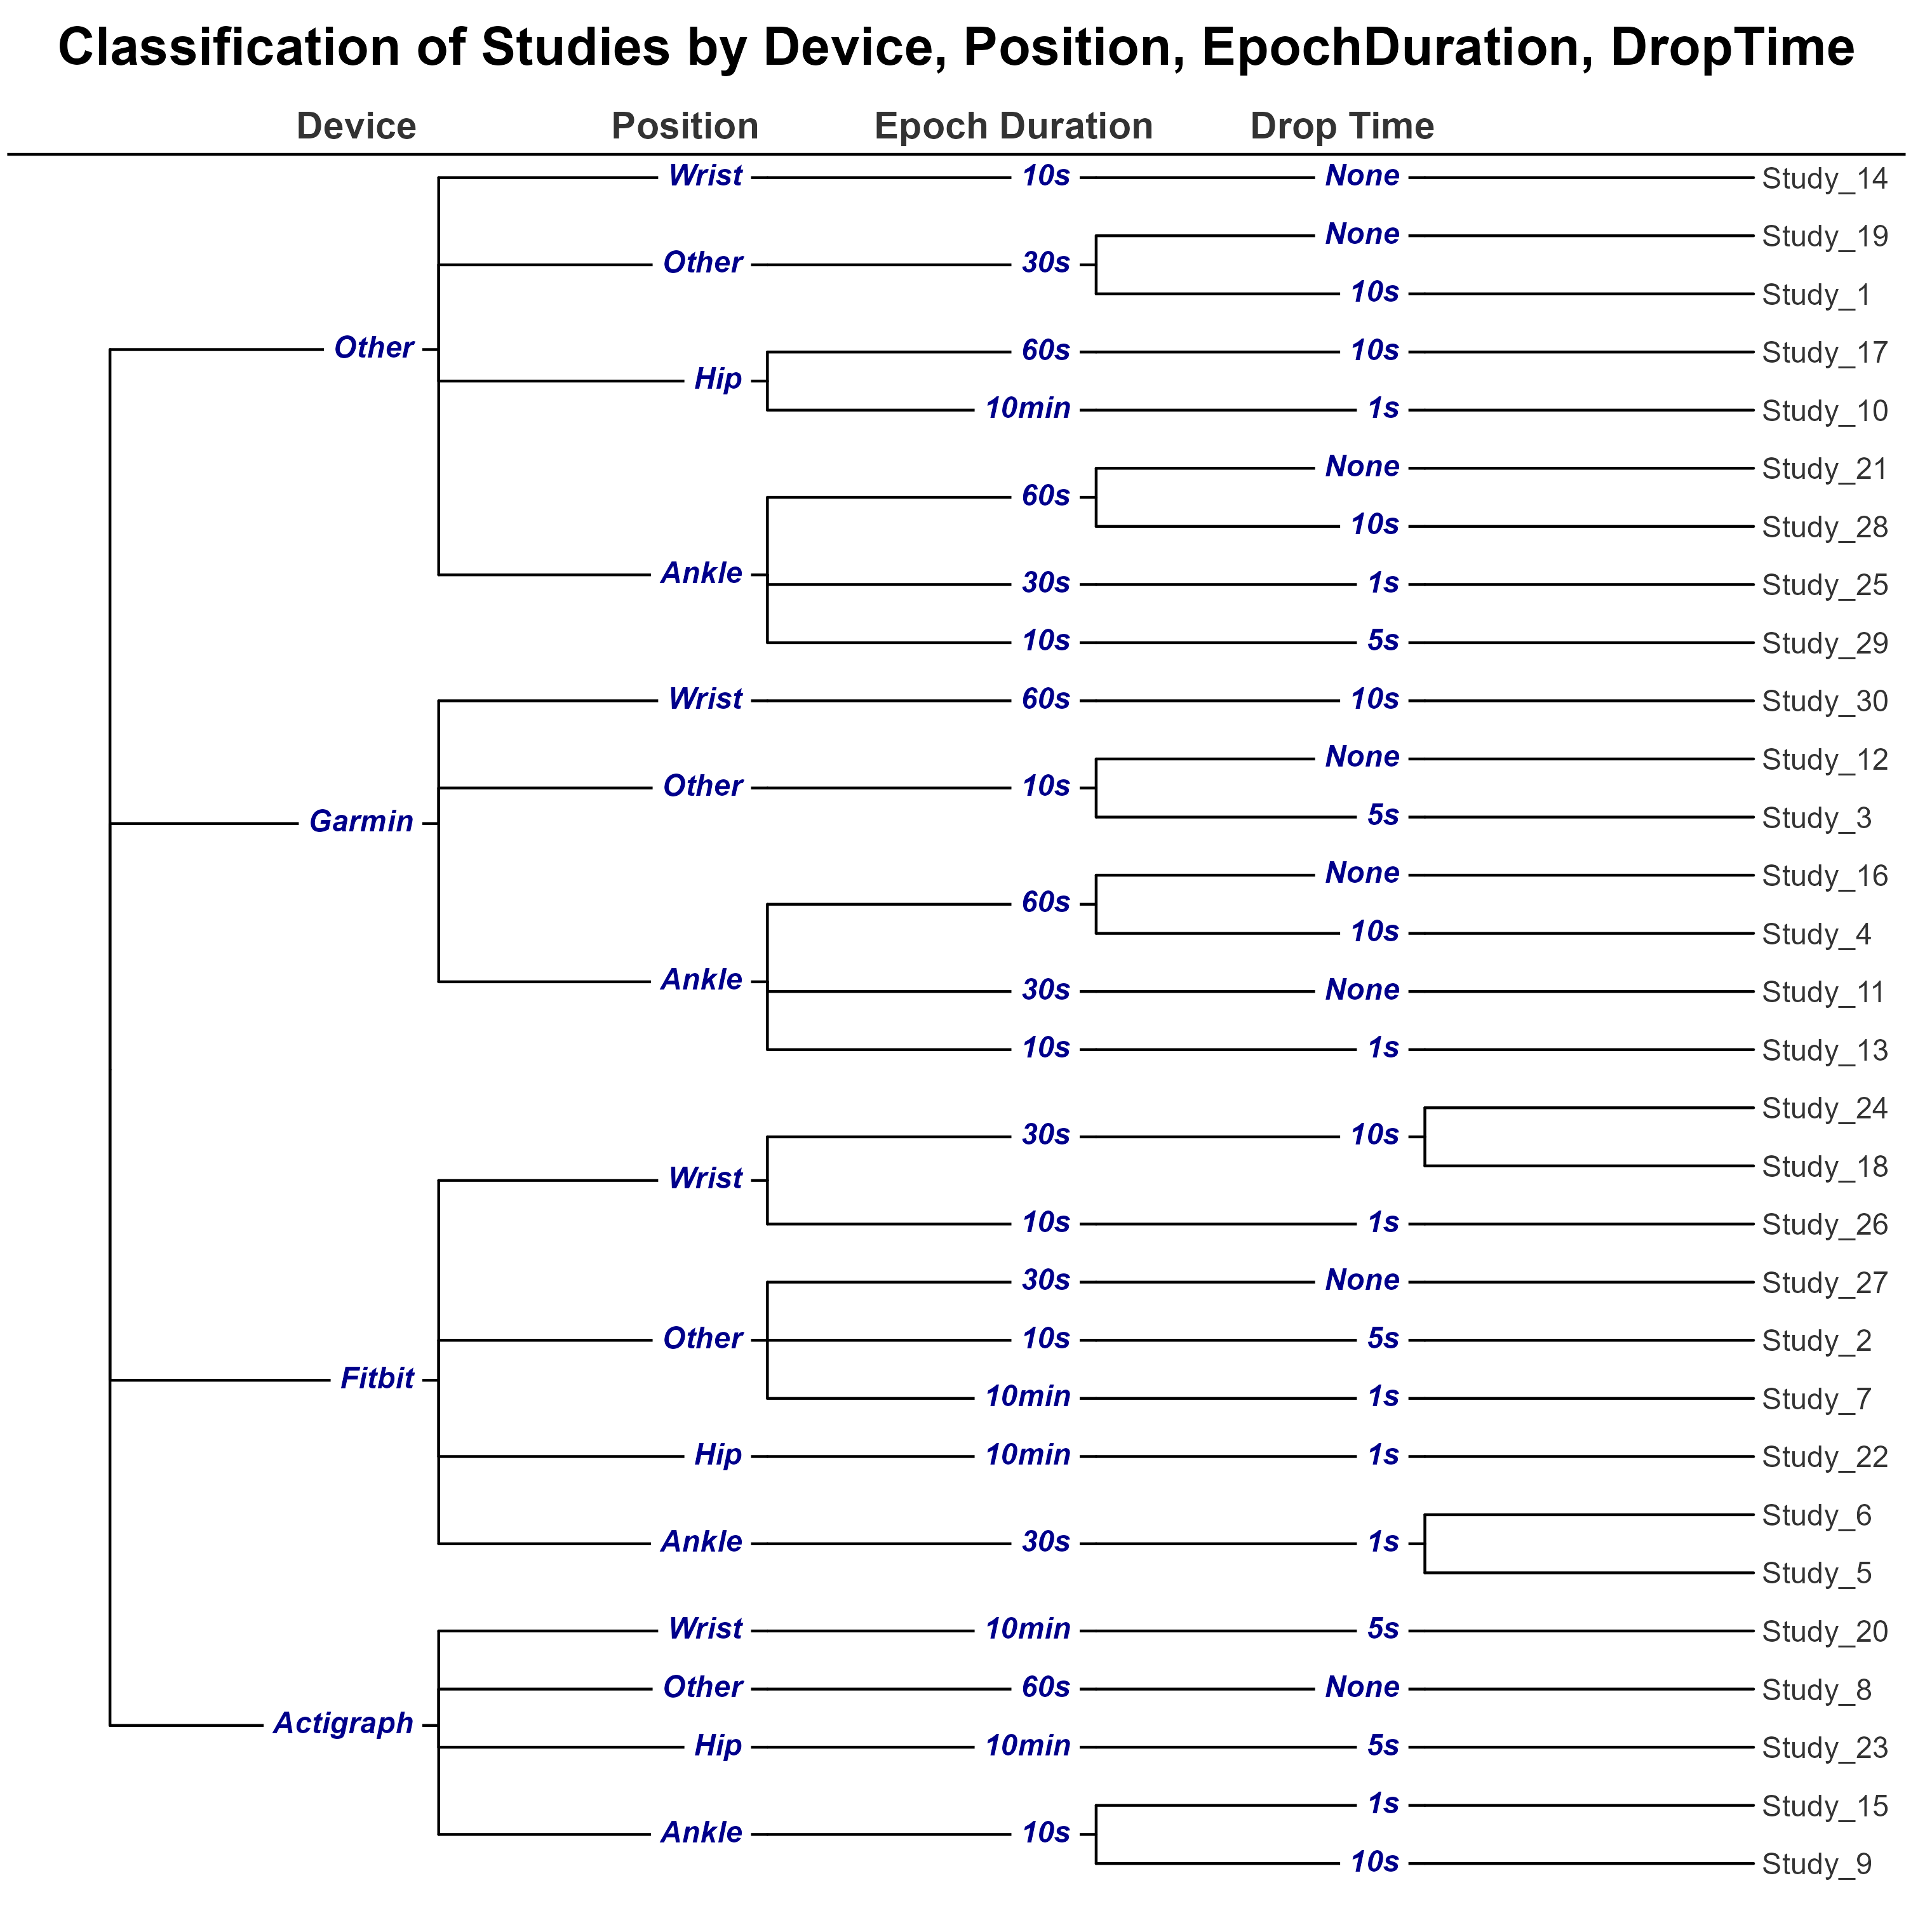 Classification of Studies by Device, Position, EpochDuration, DropTime
Device Position Epoch Duration Drop Time
Wrist 10s None Study_14
None Study_19
Other 30s
10s Study_1
Other
60s 10s Study_17
Hip
10min 1s Study_10
None Study_21
60s
10s Study_28
Ankle
30s 1s Study_25
10s 5s Study_29
Wrist 60s 10s Study_30
None Study_12
Other 10s
5s Study_3
Garmin
None Study_16
60s
10s Study_4
Ankle
30s None Study_11
10s 1s Study_13
Study_24
30s 10s
Study_18
Wrist
10s 1s Study_26
30s None Study_27
Other 10s 5s Study_2
Fitbit
10min 1s Study_7
Hip 10min 1s Study_22
Study_6
Ankle 30s 1s
Study_5
Wrist 10min 5s Study_20
Other 60s None Study_8
Actigraph
Hip 10min 5s Study_23
1s Study_15
Ankle 10s
10s Study_9